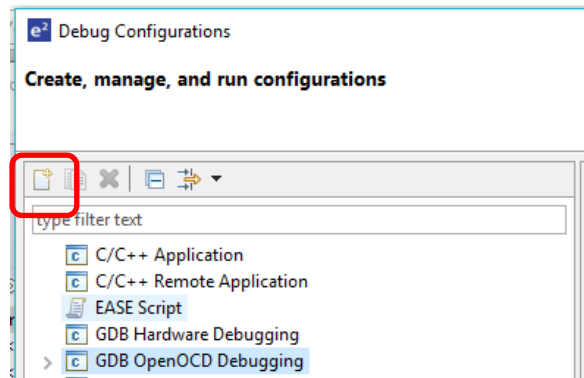 e² Debug Configurations
Create, manage, and run configurations
type filter text
c C/C++ Application
c C/C++ Remote Application
EASE Script
c GDB Hardware Debugging
c GDB OpenOCD Debugging